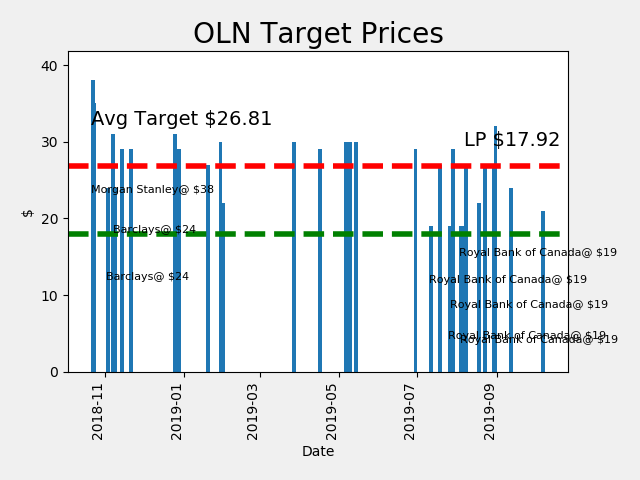 OLN Target Prices
40
Avg Target $26.81
LP $17.92
30
Morgan Stanley@ $38
20
Barclays@ $24
$
Royal Bank of Canada@ $19
Barclays@ $24
Royal Bank of Canada@ $19
10
Royal Bank of Canada@ $19
Royal Bank of Canada@ $19
Royal Bank of Canada@ $19
0
2018-11
2019-01
2019-03
2019-05
2019-07
2019-09
Date